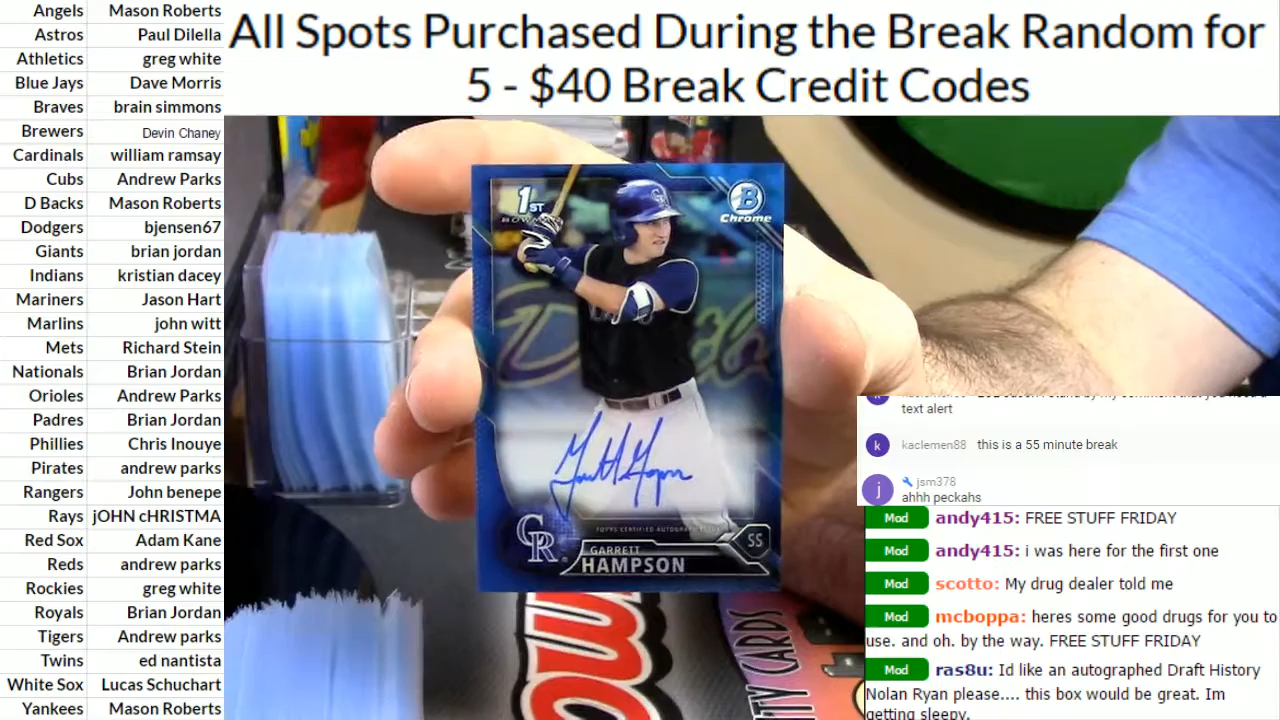 All Spots Purchased During the Break Random for
5 - $40 Break Credit Codes
Angels Mason Roberts
Astros Paul Dilella
Athletics greg white
Blue Jays Dave Morris
Braves brain simmons
Brewers Devin Chaney
Cardinals william ramsay
Cubs Andrew Parks
D Backs Mason Roberts
Dodgers bjensen67
Giants brian jordan
Indians kristian dacey
Mariners Jason Hart
Marlins john witt
Mets Richard Stein
Nationals Brian Jordan
Orioles Andrew Parks
Padres Brian Jordan
Phillies Chris Inouye
Pirates andrew parks
Rangers John benepe
Rays jOHN cHRISTMA
Red Sox Adam Kane
Reds andrew parks
Rockies greg white
Royals Brian Jordan
Tigers Andrew parks
Twins ed nantista
White Sox Lucas Schuchart
Yankees Mason Roberts
1ST
BOWMAN
B
Chrome
CR
TOPPS CERTIFIED AUTOGRAPH
SS
GARRETT
HAMPSON
ITY CARDS
text alert
k kaclemen88 this is a 55 minute break
j jsm378
ahhh peckahs
Mod andy415: FREE STUFF FRIDAY
Mod andy415: i was here for the first one
Mod scotto: My drug dealer told me
Mod mcboppa: heres some good drugs for you to
use. and oh. by the way. FREE STUFF FRIDAY
Mod ras8u: Id like an autographed Draft History
Nolan Ryan please.... this box would be great. Im
getting sleepy.